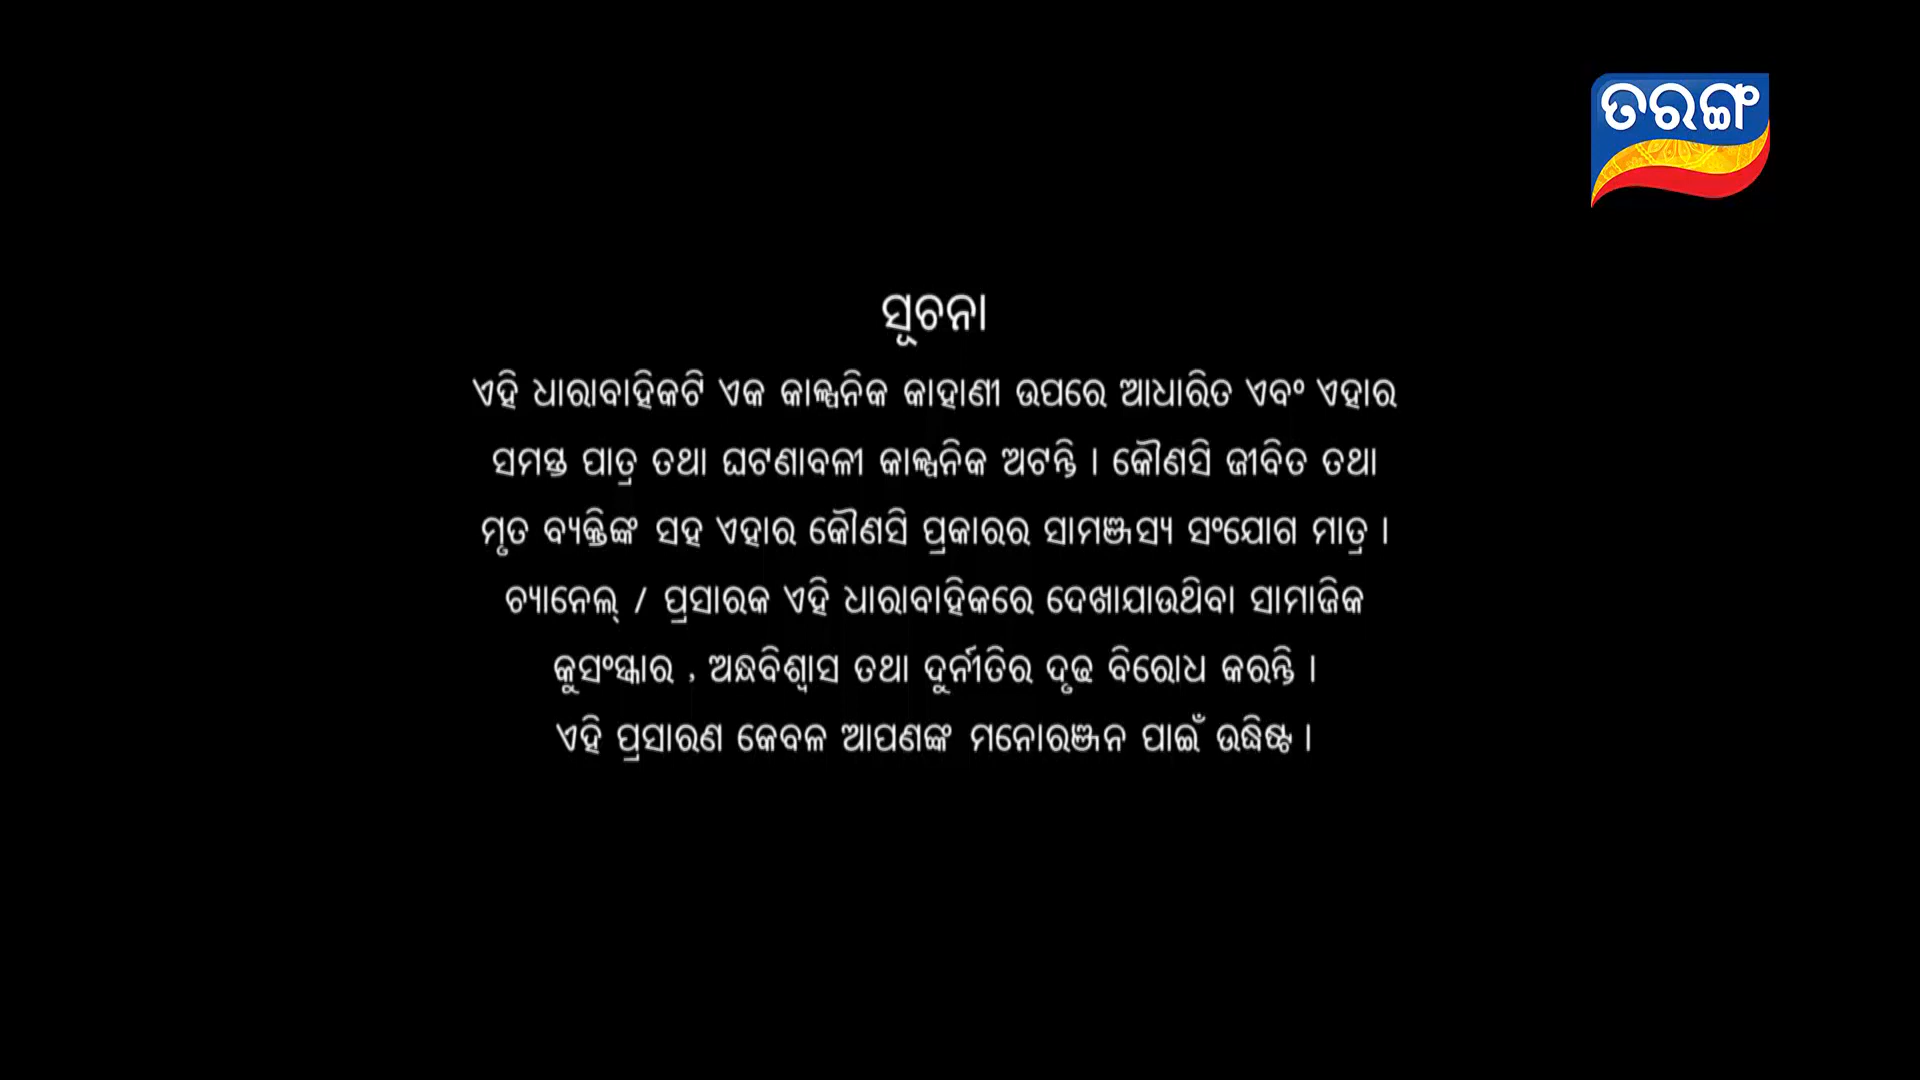 ତରଙ୍ଗ
ସୂଚନା
ଏହି ଧାରାବାହିକଟି ଏକ କାଳ୍ପନିକ କାହାଣୀ ଉପରେ ଆଧାରିତ ଏବଂ ଏହାର
ସମସ୍ତ ପାତ୍ର ତଥା ଘଟଣାବଳୀ କାଳ୍ପନିକ ଅଟନ୍ତି । କୌଣସି ଜୀବିତ ତଥା
ମୃତ ବ୍ୟକ୍ତିଙ୍କ ସହ ଏହାର କୌଣସି ପ୍ରକାରର ସାମଞ୍ଜସ୍ୟ ସଂଯୋଗ ମାତ୍ର ।
ଚ୍ୟାନେଲ୍ / ପ୍ରସାରକ ଏହି ଧାରାବାହିକରେ ଦେଖାଯାଉଥିବା ସାମାଜିକ
କୁସଂସ୍କାର , ଅନ୍ଧବିଶ୍ୱାସ ତଥା ଦୁର୍ନୀତିର ଦୃଢ ବିରୋଧ କରନ୍ତି ।
ଏହି ପ୍ରସାରଣ କେବଳ ଆପଣଙ୍କ ମନୋରଞ୍ଜନ ପାଇଁ ଉଦ୍ଧିଷ୍ଟ ।